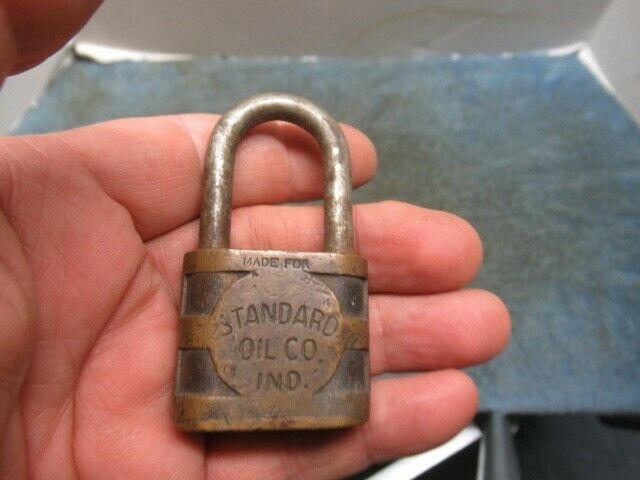 MADE FOR
STANDARD
OIL CO.
IND.